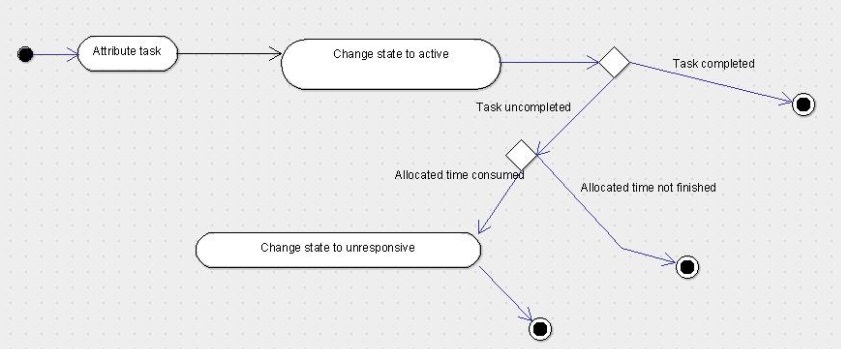 Attribute task
Change state to active
Task completed
Task uncompleted
Allocated time consumed
Allocated time not finished
Change state to unresponsive